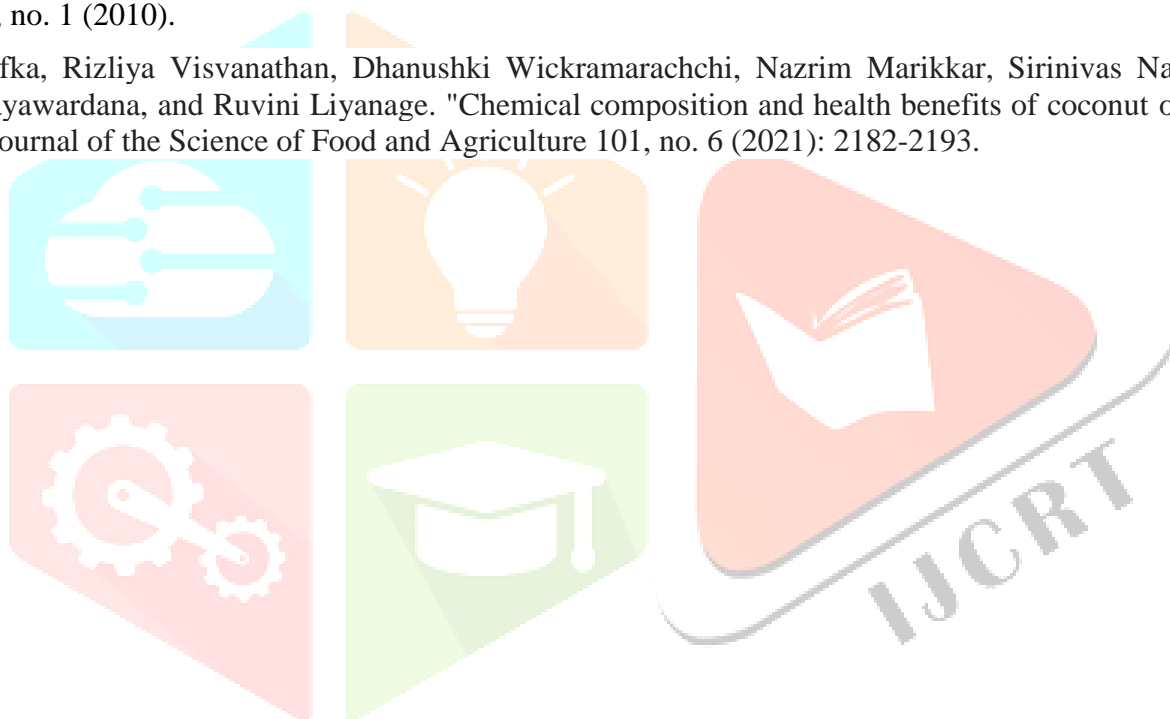 , no. 1 (2010).
fka, Rizliya Visvanathan, Dhanushki Wickramarachchi, Nazrim Marikkar, Sirinivas Na
yawardana, and Ruvini Liyanage. "Chemical composition and health benefits of coconut o
ournal of the Science of Food and Agriculture 101, no. 6 (2021): 2182-2193.
IJCRT